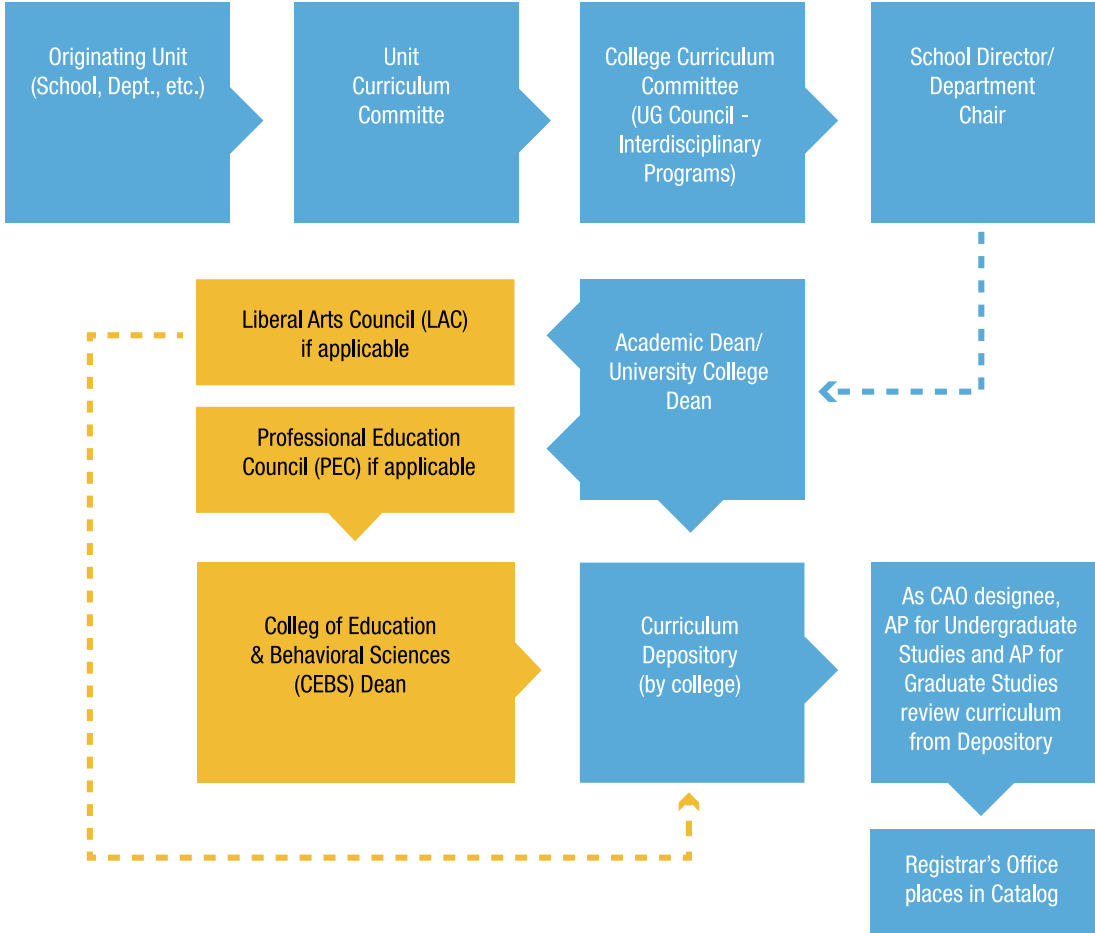 Originating Unit
(School, Dept., etc.)
Unit
Curriculum
Committe
College Curriculum
Committee
(UG Council -
Interdisciplinary
Programs)
School Director/
Department
Chair
Liberal Arts Council (LAC)
if applicable
Academic Dean/
University College
Dean
Professional Education
Council (PEC) if applicable
Colleg of Education
& Behavioral Sciences
(CEBS) Dean
Curriculum
Depository
(by college)
As CAO designee,
AP for Undergraduate
Studies and AP for
Graduate Studies
review curriculum
from Depository
Registrar's Office
places in Catalog